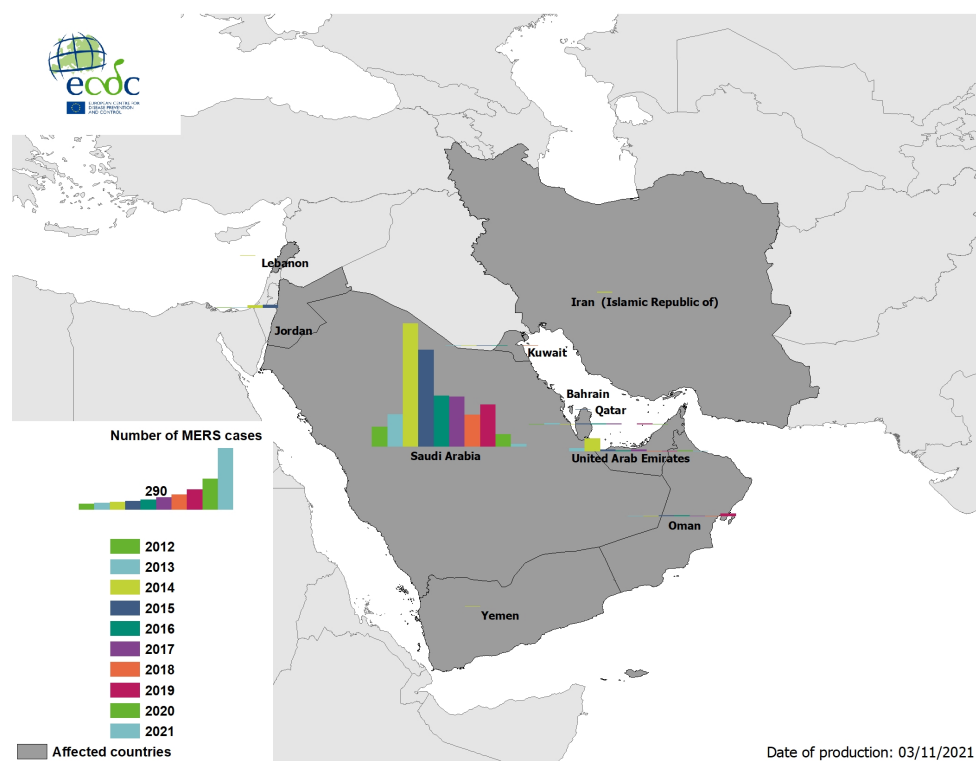 ecdc
EUROPEAN CENTRE FOR
DISEASE PREVENTION
AND CONTROL
Lebanon
Iran (Islamic Republic of)
Jordan
Kuwait
Bahrain
Qatar
Saudi Arabia
United Arab Emirates
Oman
Yemen
Number of MERS cases
290
2012
2013
2014
2015
2016
2017
2018
2019
2020
2021
Affected countries
Date of production: 03/11/2021